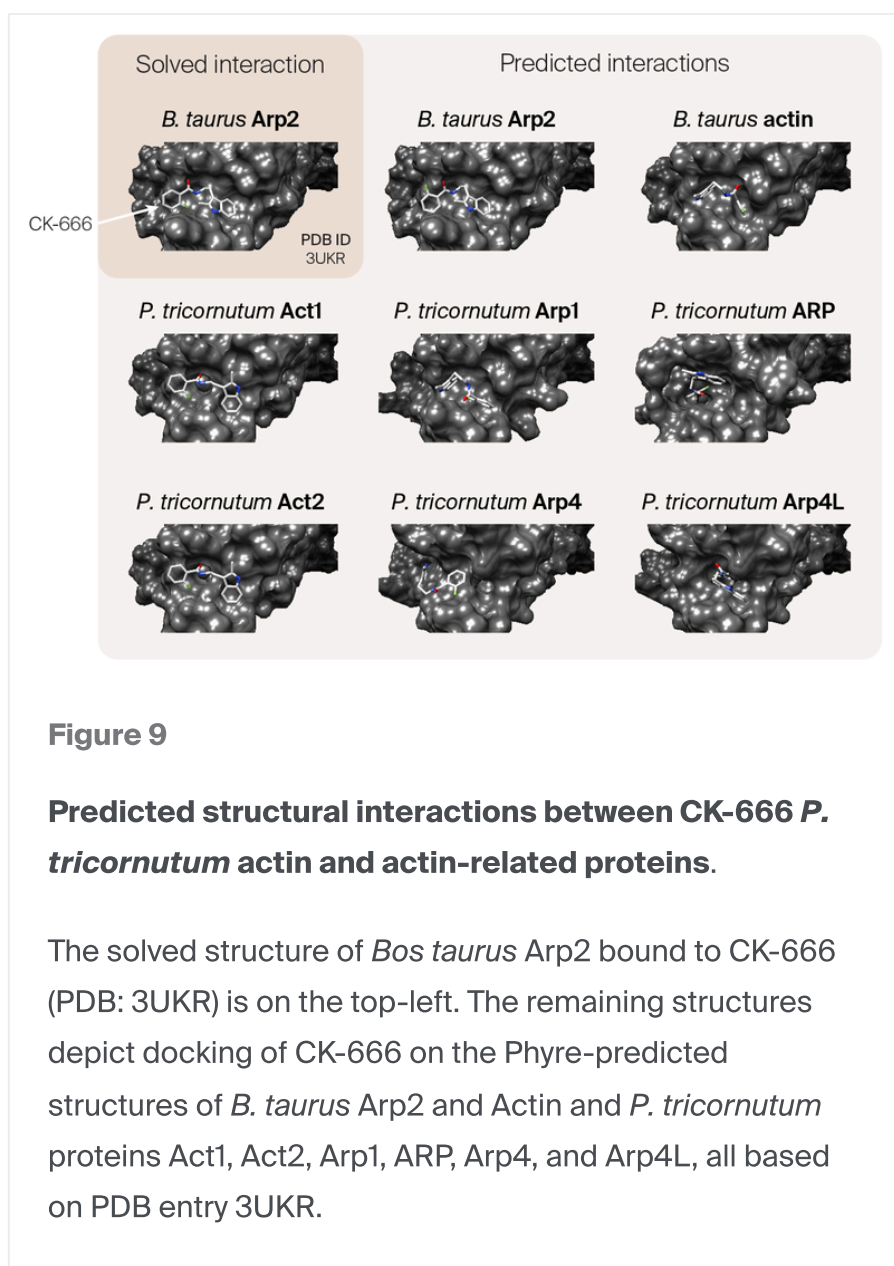 Solved interaction
Predicted interactions
B. taurus Arp2
B. taurus Arp2
B. taurus actin
CK-666
PDB ID
3UKR
P. tricornutum Act1
P. tricornutum Arp1
P. tricornutum ARP
P. tricornutum Act2
P. tricornutum Arp4
P. tricornutum Arp4L
Figure 9
Predicted structural interactions between CK-666 P.
tricornutum actin and actin-related proteins.
The solved structure of Bos taurus Arp2 bound to CK-666
(PDB: 3UKR) is on the top-left. The remaining structures
depict docking of CK-666 on the Phyre-predicted
structures of B. taurus Arp2 and Actin and P. tricornutum
proteins Act1, Act2, Arp1, ARP, Arp4, and Arp4L, all based
on PDB entry 3UKR.